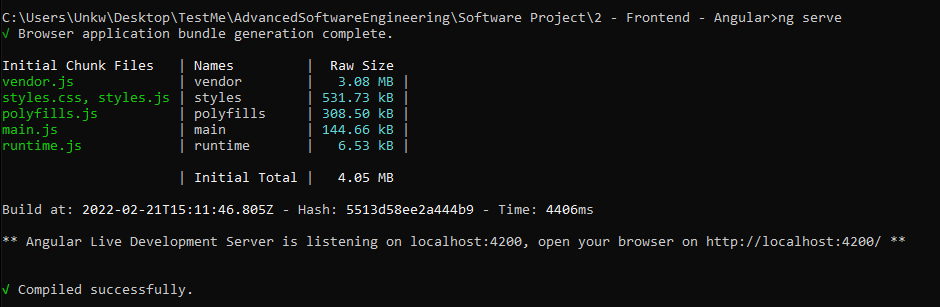 C:\Users\Unkw\Desktop\TestMe\AdvancedSoftwareEngineering\Software Project\2 - Frontend - Angular>ng serve
√ Browser application bundle generation complete.
Initial Chunk Files | Names | Raw Size
vendor.js | vendor | 3.08 MB |
styles.css, styles.js | styles | 531.73 kB |
polyfills.js | polyfills | 308.50 kB |
main.js | main | 144.66 kB |
runtime.js | runtime | 6.53 kB |
| Initial Total | 4.05 MB
Build at: 2022-02-21T15:11:46.805Z - Hash: 5513d58ee2a444b9 - Time: 4406ms
** Angular Live Development Server is listening on localhost:4200, open your browser on http://localhost:4200/ **
√ Compiled successfully.